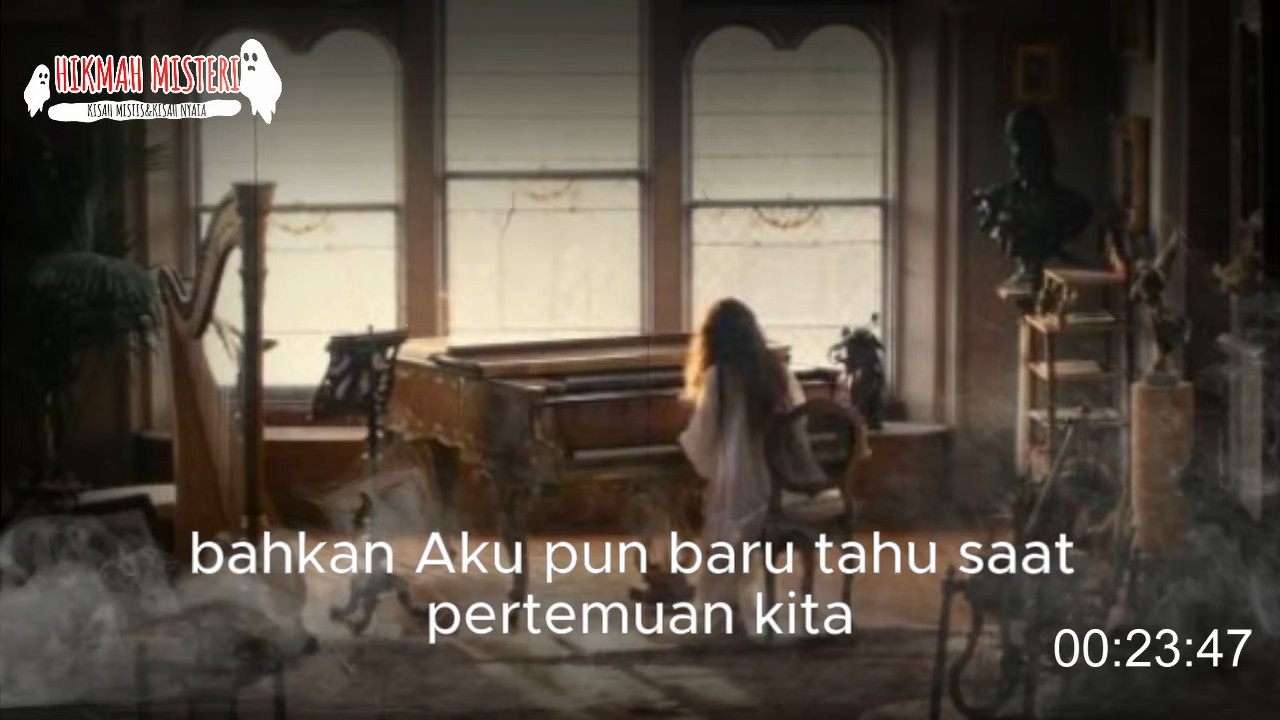 HIKMAH MISTERI
KISAH MISTIS&KISAH NYATA
bahkan Aku pun baru tahu saat
pertemuan kita
00:23:47